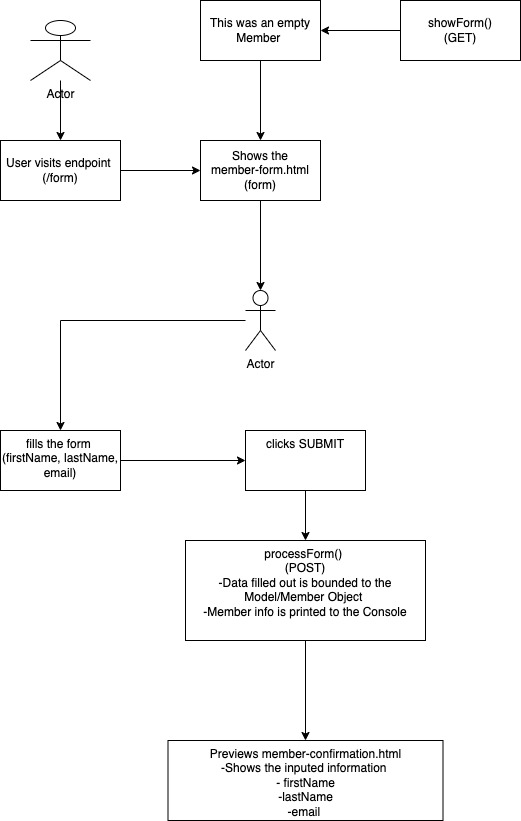 This was an empty
Member
showForm()
(GET)
Actor
User visits endpoint
(/form)
Shows the
member-form.html
(form)
Actor
fills the form
(firstName, lastName,
email)
clicks SUBMIT
processForm()
(POST)
-Data filled out is bounded to the
Model/Member Object
-Member info is printed to the Console
Previews member-confirmation.html
-Shows the inputed information
- firstName
-lastName
-email